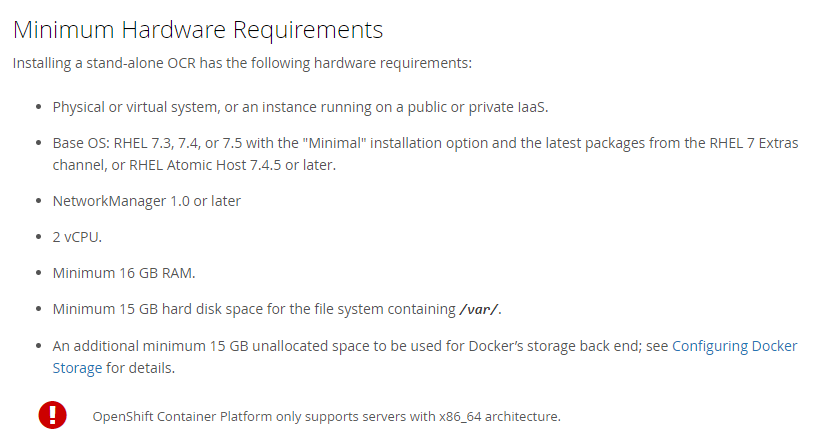 Minimum Hardware Requirements
Installing a stand-alone OCR has the following hardware requirements:
Physical or virtual system, or an instance running on a public or private IaaS.
Base OS: RHEL 7.3, 7.4, or 7.5 with the "Minimal" installation option and the latest packages from the RHEL 7 Extras
channel, or RHEL Atomic Host 7.4.5 or later.
NetworkManager 1.0 or later
2 vCPU.
Minimum 16 GB RAM.
Minimum 15 GB hard disk space for the file system containing /var/.
An additional minimum 15 GB unallocated space to be used for Docker’s storage back end; see Configuring Docker
Storage for details.
OpenShift Container Platform only supports servers with x86_64 architecture.